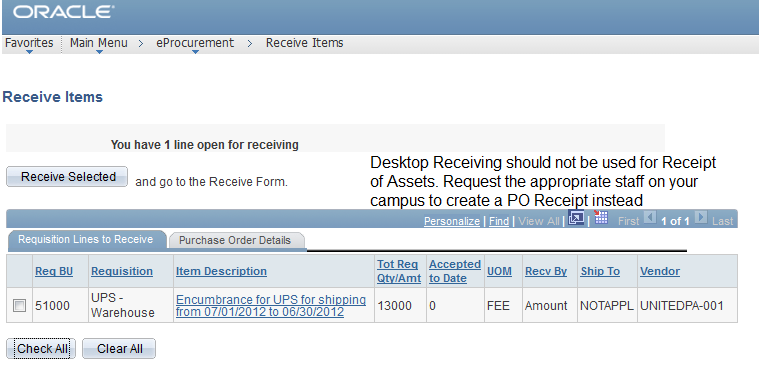 ORACLE®
Favorites Main Menu > eProcurement > Receive Items
Receive Items
You have 1 line open for receiving
Receive Selected and go to the Receive Form.
Desktop Receiving should not be used for Receipt
of Assets. Request the appropriate staff on your
campus to create a PO Receipt instead
Personalize | Find | View All | | First 1 of 1 Last
Requisition Lines to Receive Purchase Order Details
Req BU Requisition Item Description Tot Req Qty/Amt Accepted to Date UOM Recv By Ship To Vendor
51000 UPS - Warehouse Encumbrance for UPS for shipping from 07/01/2012 to 06/30/2012 13000 0 FEE Amount NOTAPPL UNITEDPA-001
Check All Clear All